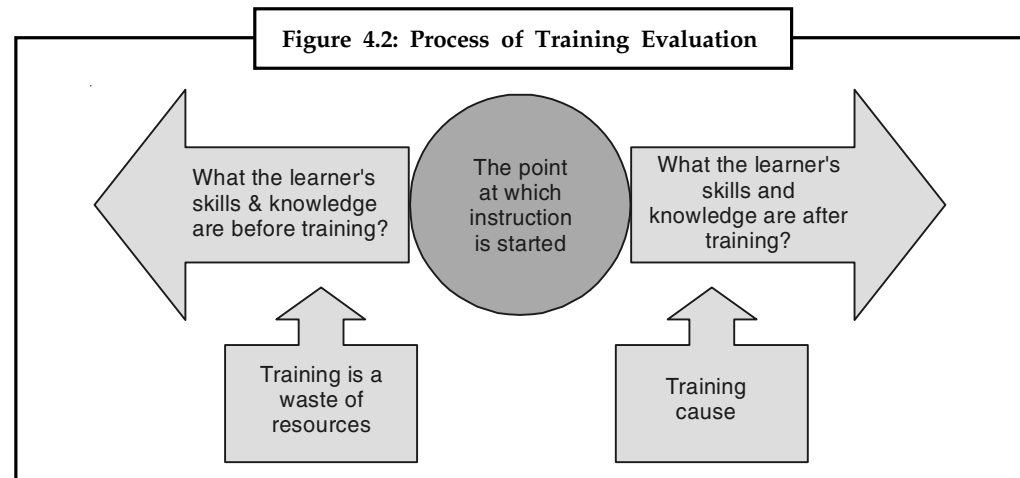 Figure 4.2: Process of Training Evaluation
What the learner's
skills & knowledge
are before training?
The point
at which
instruction
is started
What the learner's
skills and
knowledge are after
training?
Training is a
waste of
resources
Training
cause